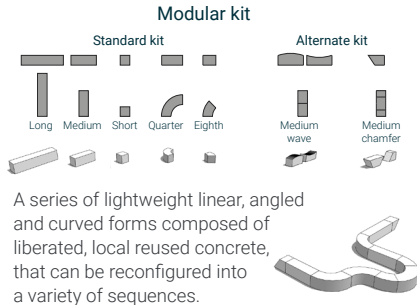 Modular kit
Standard kit
Alternate kit
Long Medium Short Quarter Eighth
Medium wave
Medium chamfer
A series of lightweight linear, angled
and curved forms composed of
liberated, local reused concrete,
that can be reconfigured into
a variety of sequences.